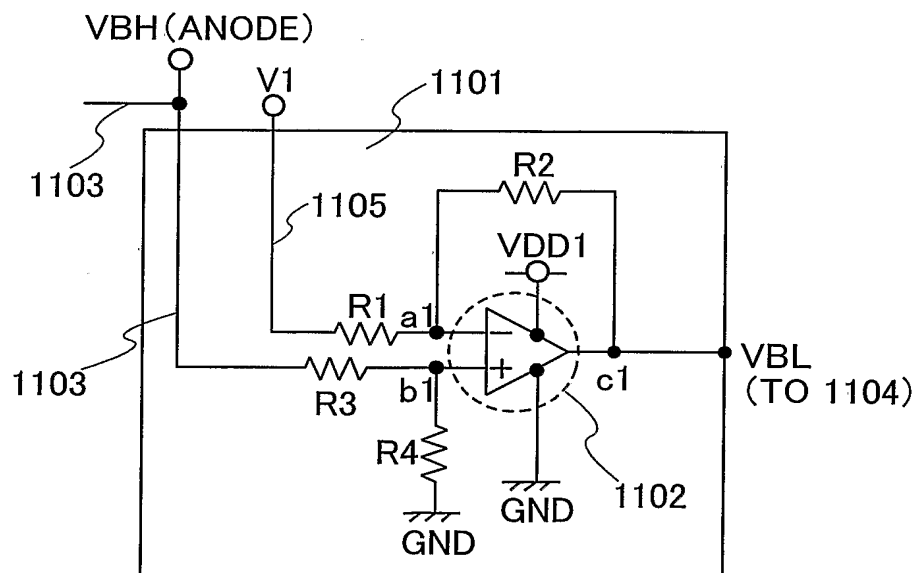 VBH(ANODE)
V1
1101
1103
R2
1105
VDD1
R1
a1
−
1103
R3
b1
+
c1
VBL
(TO 1104)
R4
1102
GND
GND